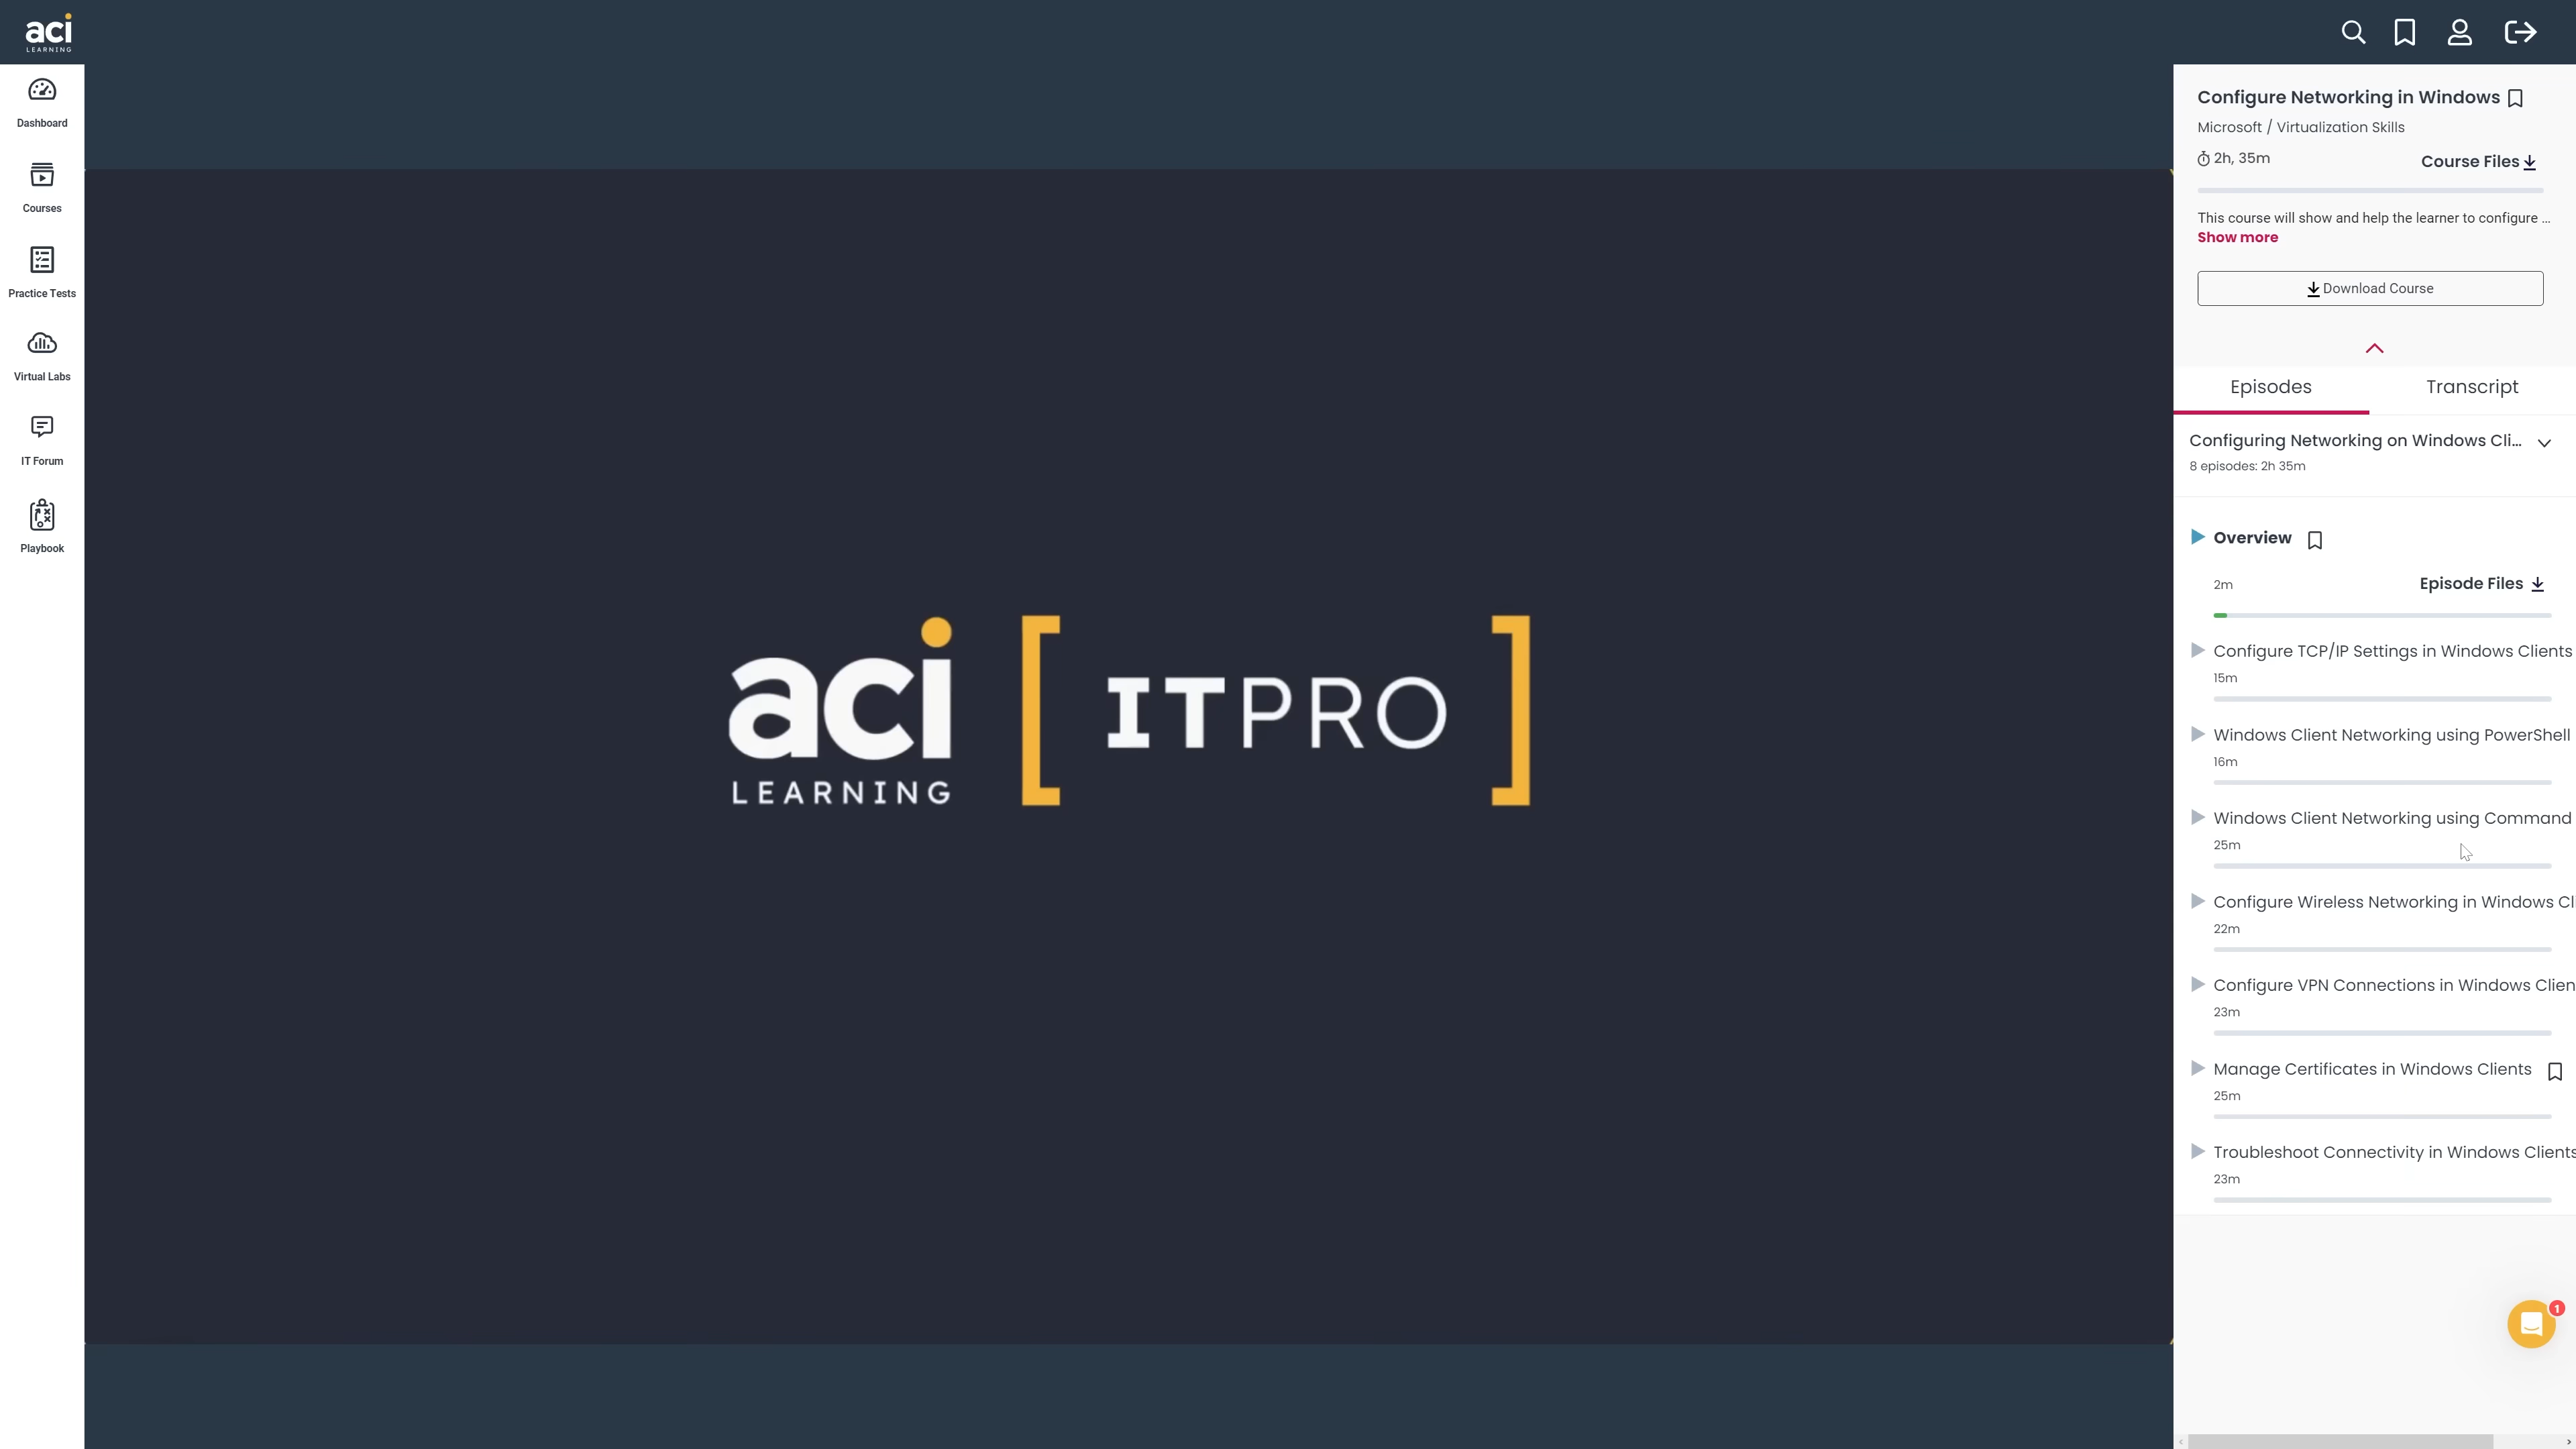 aci
LEARNING
Dashboard
Courses
Practice Tests
Virtual Labs
IT Forum
Playbook
aci
LEARNING
[ ITPRO ]
Configure Networking in Windows
Microsoft / Virtualization Skills
2h, 35m
Course Files
This course will show and help the learner to configure ...
Show more
Download Course
Episodes
Transcript
Configuring Networking on Windows Cli...
8 episodes: 2h 35m
Overview
2m
Episode Files
Configure TCP/IP Settings in Windows Clients
15m
Windows Client Networking using PowerShell
16m
Windows Client Networking using Command
25m
Configure Wireless Networking in Windows Cl
22m
Configure VPN Connections in Windows Clien
23m
Manage Certificates in Windows Clients
25m
Troubleshoot Connectivity in Windows Clients
23m
1